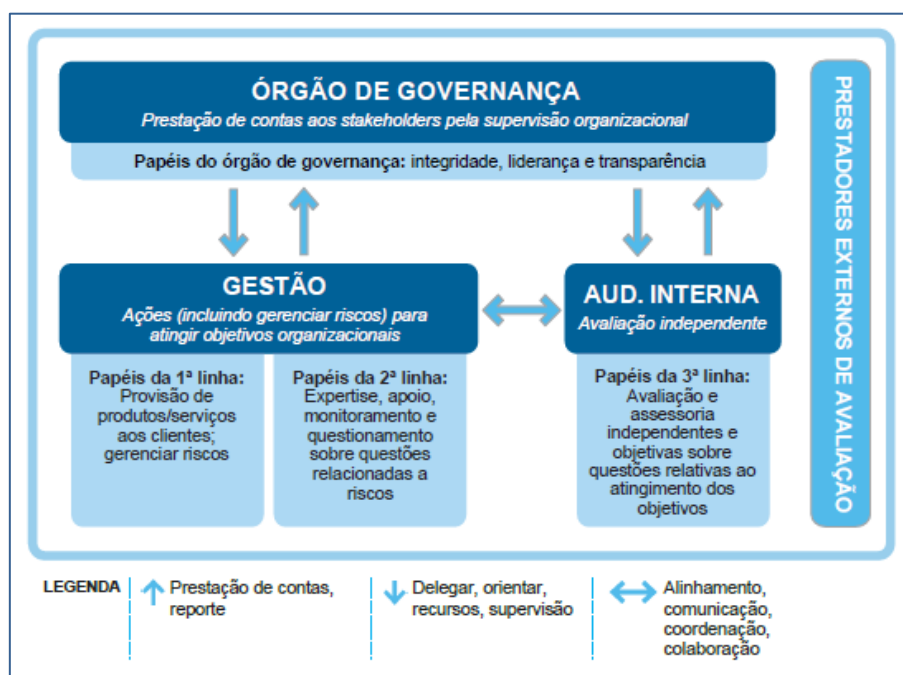 ÓRGÃO DE GOVERNANÇA
Prestação de contas aos stakeholders pela supervisão organizacional
Papéis do órgão de governança: integridade, liderança e transparência
GESTÃO
Ações (incluindo gerenciar riscos) para
atingir objetivos organizacionais
Papéis da 1ª linha:
Provisão de
produtos/serviços
aos clientes;
gerenciar riscos
Papéis da 2ª linha:
Expertise, apoio,
monitoramento e
questionamento
sobre questões
relacionadas a
riscos
AUD. INTERNA
Avaliação independente
Papéis da 3ª linha:
Avaliação e
assessoria
independentes e
objetivas sobre
questões relativas ao
atingimento dos
objetivos
PRESTADORES EXTERNOS DE AVALIAÇÃO
LEGENDA
Prestação de contas,
reporte
Delegar, orientar,
recursos, supervisão
Alinhamento,
comunicação,
coordenação,
colaboração